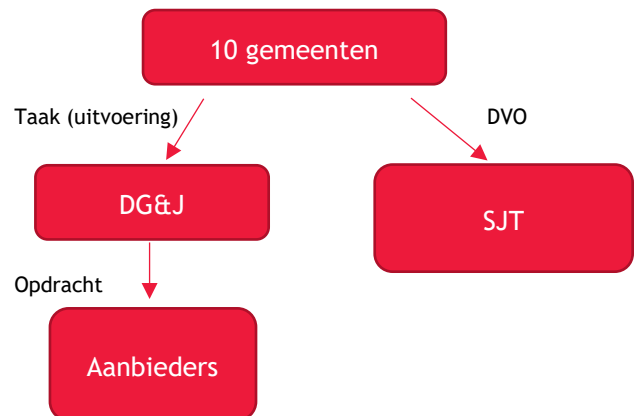 10 gemeenten
Taak (uitvoering)
DVO
DG&J
SJT
Opdracht
Aanbieders